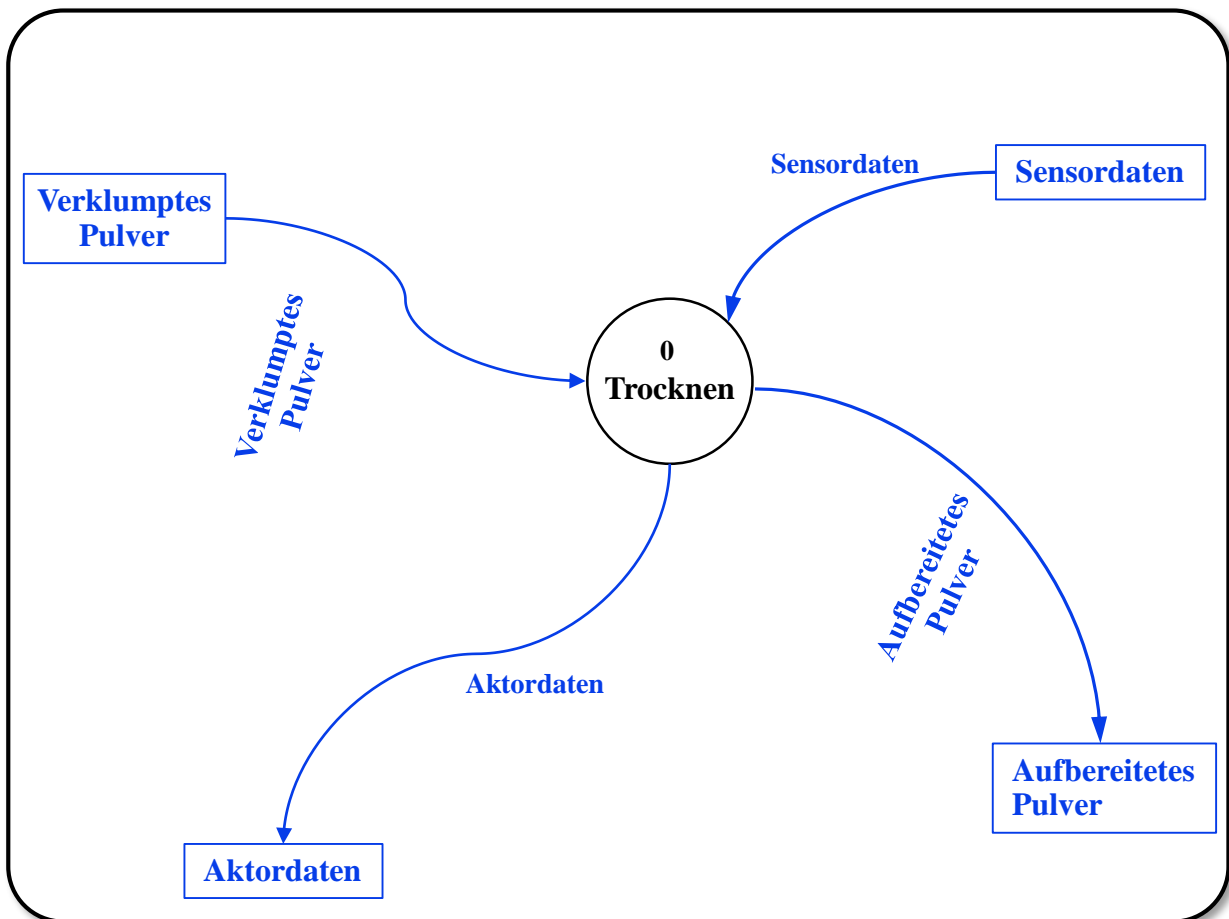 Sensordaten
Sensordaten
Verklumptes
Pulver
Verklumptes
Pulver
0
Trocknen
Aufbereitetes
Pulver
Aktordaten
Aufbereitetes
Pulver
Aktordaten